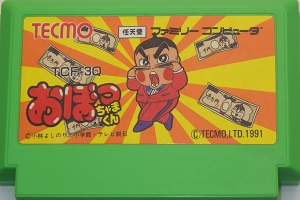 TECMO
任天堂 ファミリーコンピュータ
TCF-3Q
おぼっちゃまくん
©小林よしのり/小学館・テレビ朝日
©TECMO,LTD.1991